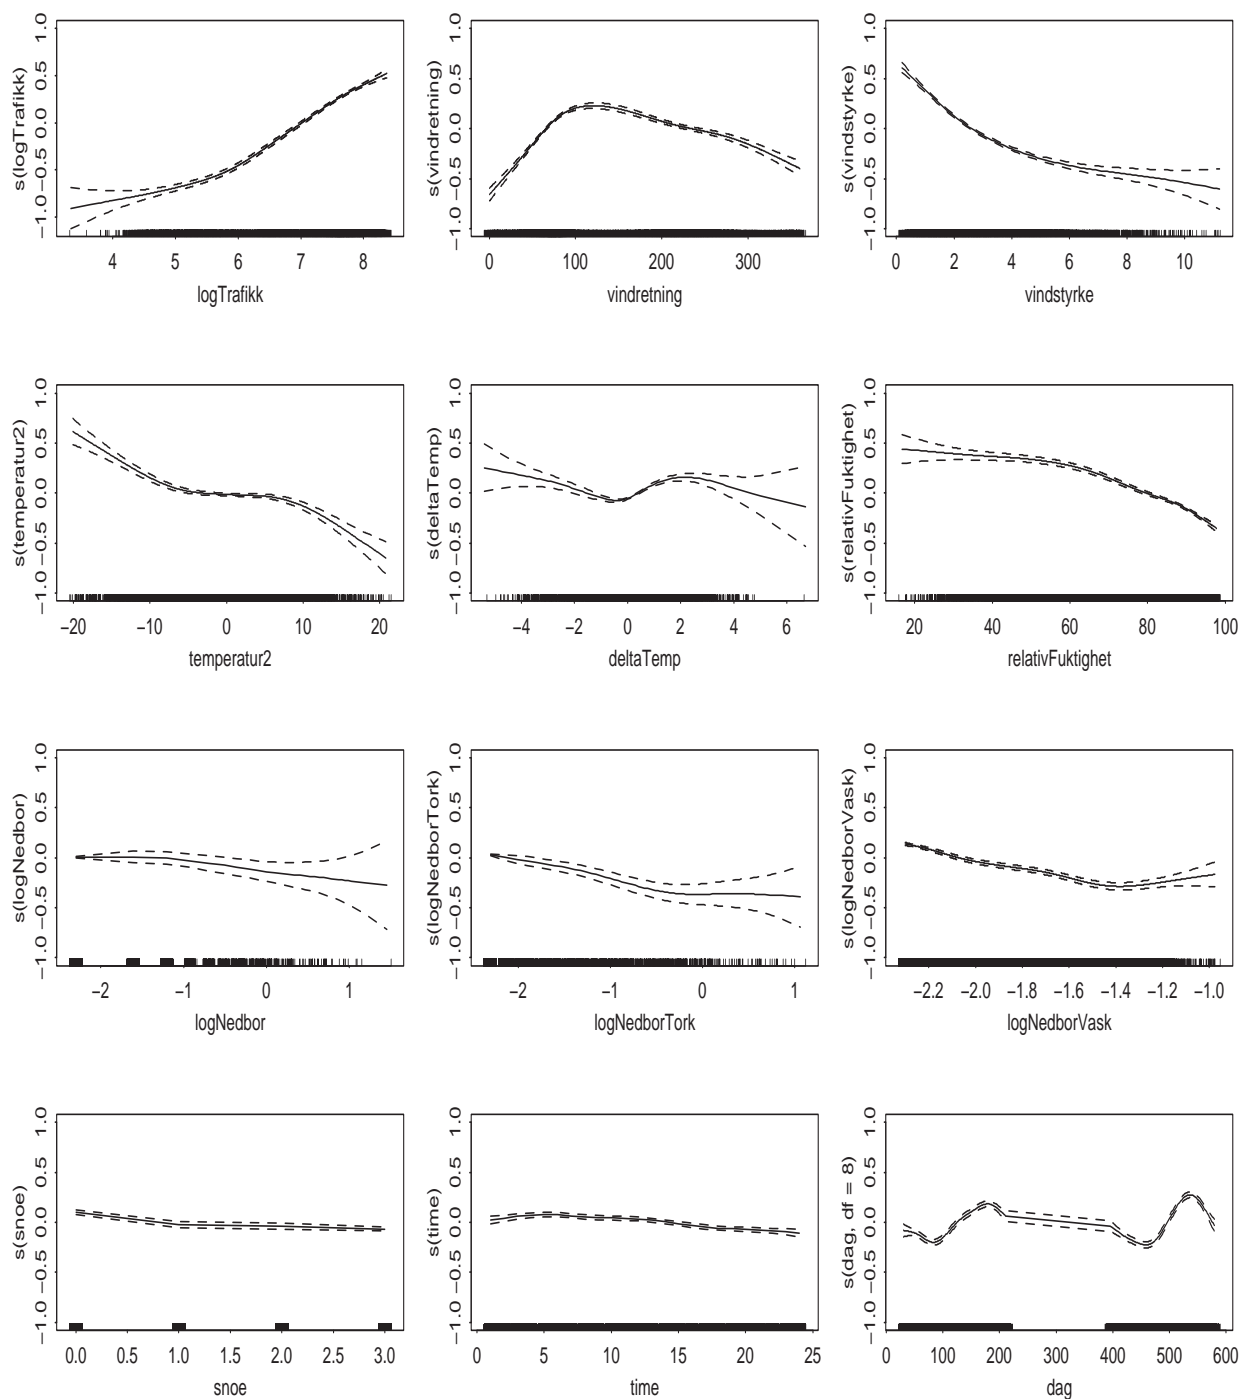 s(logTrafikk)
−1.0 −0.5 0.0 0.5 1.0
4 5 6 7 8
logTrafikk
s(vindretning)
−1.0 −0.5 0.0 0.5 1.0
0 100 200 300
vindretning
s(vindstyrke)
−1.0 −0.5 0.0 0.5 1.0
0 2 4 6 8 10
vindstyrke
s(temperatur2)
−1.0 −0.5 0.0 0.5 1.0
−20 −10 0 10 20
temperatur2
s(deltaTemp)
−1.0 −0.5 0.0 0.5 1.0
−4 −2 0 2 4 6
deltaTemp
s(relativFuktighet)
−1.0 −0.5 0.0 0.5 1.0
20 40 60 80 100
relativFuktighet
s(logNedbor)
−1.0 −0.5 0.0 0.5 1.0
−2 −1 0 1
logNedbor
s(logNedborTork)
−1.0 −0.5 0.0 0.5 1.0
−2 −1 0 1
logNedborTork
s(logNedborVask)
−1.0 −0.5 0.0 0.5 1.0
−2.2 −2.0 −1.8 −1.6 −1.4 −1.2 −1.0
logNedborVask
s(snoe)
−1.0 −0.5 0.0 0.5 1.0
0.0 0.5 1.0 1.5 2.0 2.5 3.0
snoe
s(time)
−1.0 −0.5 0.0 0.5 1.0
0 5 10 15 20 25
time
s(dag, df = 8)
−1.0 −0.5 0.0 0.5 1.0
0 100 200 300 400 500 600
dag